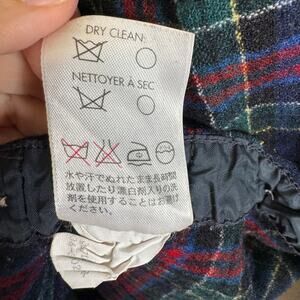 DRY CLEAN
NETTOYER À SEC
水や汗でぬれたまま長時間
放置したり漂白剤入りの洗
剤を使用することはお避け
ください。